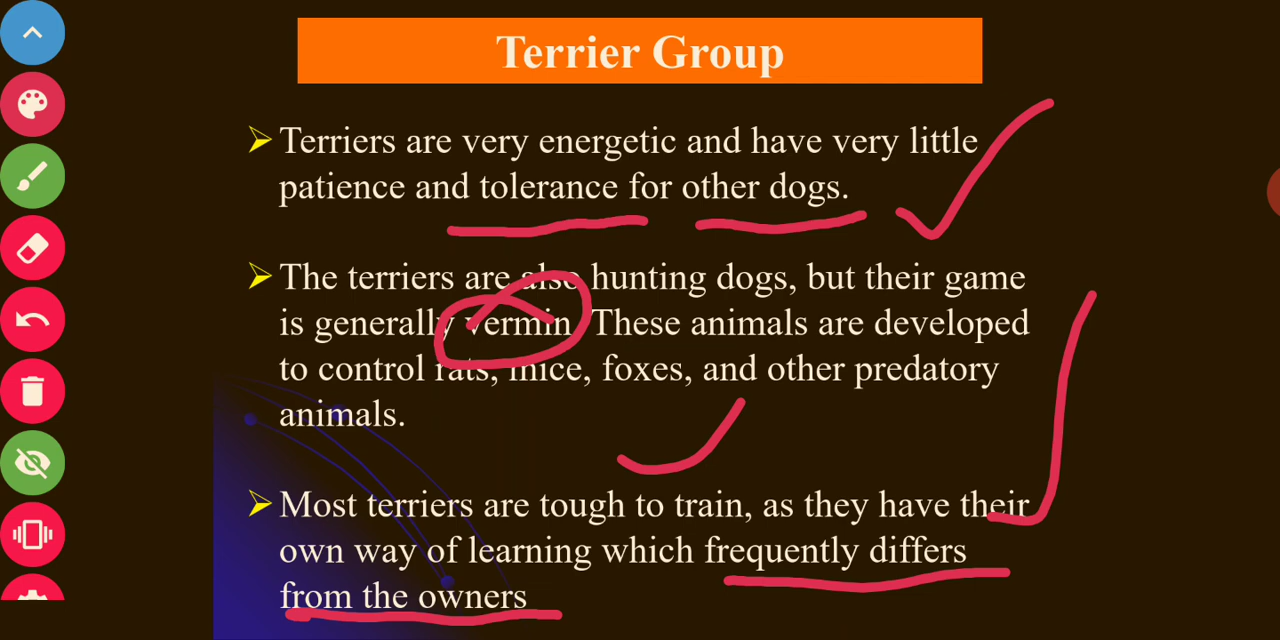 Terrier Group
Terriers are very energetic and have very little
patience and tolerance for other dogs.
The terriers are also hunting dogs, but their game
is generally vermin. These animals are developed
to control rats, mice, foxes, and other predatory
animals.
Most terriers are tough to train, as they have their
own way of learning which frequently differs
from the owners